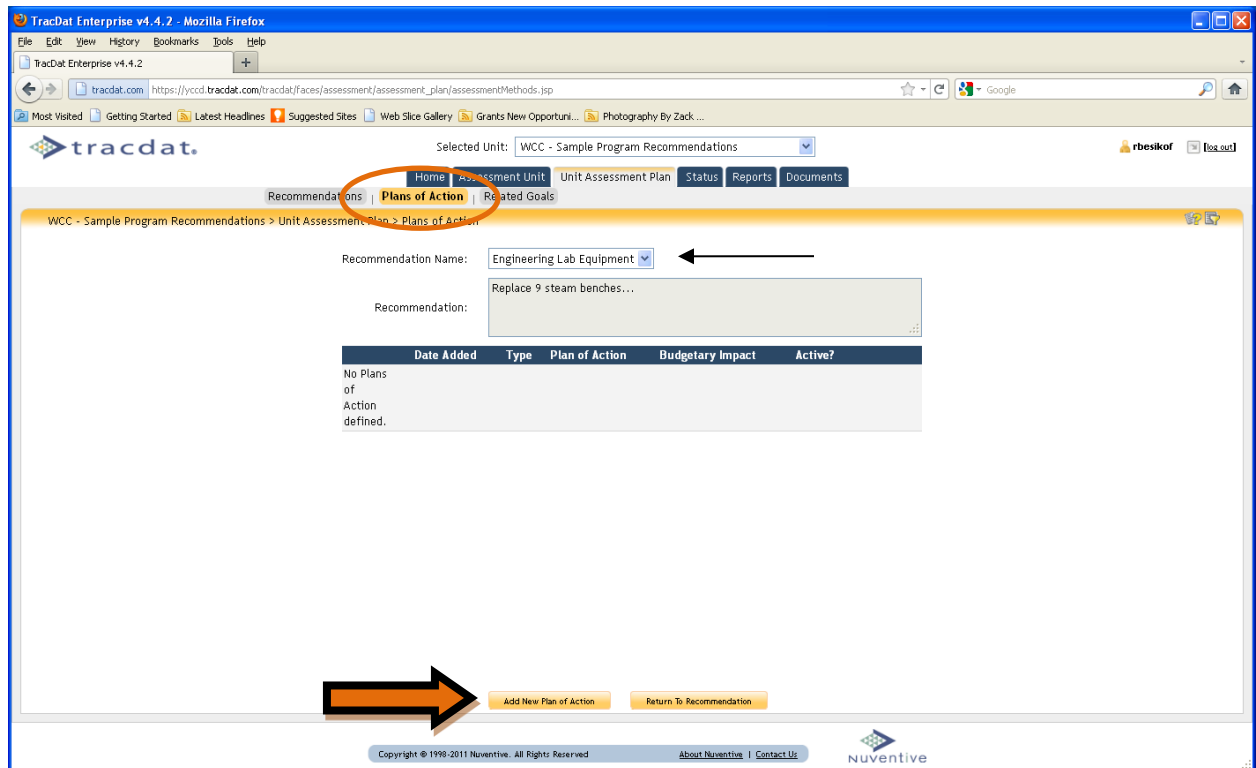 TracDat Enterprise v4.4.2 - Mozilla Firefox
File Edit View History Bookmarks Tools Help
TracDat Enterprise v4.4.2 +
tracdat.com https://yccd.tracdat.com/tracdat/faces/assessment/assessment_plan/assessmentMethods.jsp Google
Most Visited Getting Started Latest Headlines Suggested Sites Web Slice Gallery Grants New Opportuni... Photography By Zack ...
tracdat. Selected Unit: WCC - Sample Program Recommendations rbesikof [log out]
Home Assessment Unit Unit Assessment Plan Status Reports Documents
Recommendations | Plans of Action | Related Goals
WCC - Sample Program Recommendations > Unit Assessment Plan > Plans of Action
Recommendation Name: Engineering Lab Equipment
Recommendation: Replace 9 steam benches...
Date Added Type Plan of Action Budgetary Impact Active?
No Plans
of
Action
defined.
Add New Plan of Action Return To Recommendation
Copyright © 1998-2011 Nuventive. All Rights Reserved About Nuventive | Contact Us
Nuventive